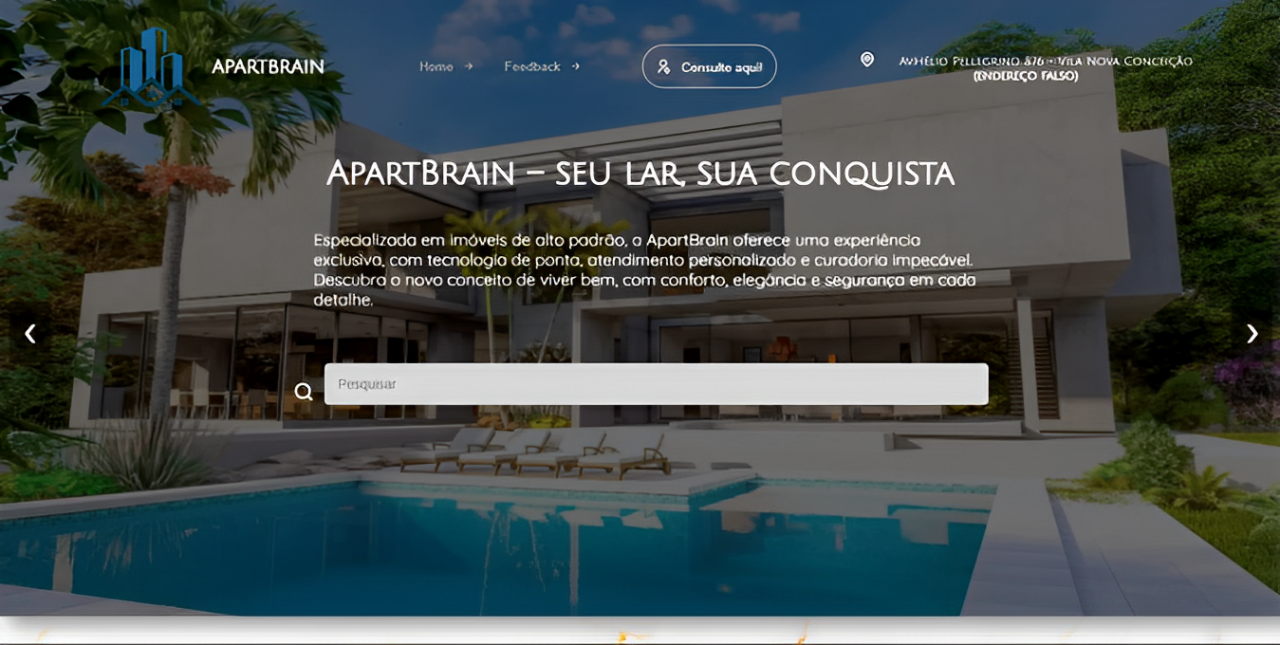 APARTBRAIN
Home
Feedback
Consulte aqui!
AV.HÉLIO PELLEGRINO 876 - VILA NOVA CONCEIÇÃO
(ENDEREÇO FALSO)
APARTBRAIN – SEU LAR, SUA CONQUISTA
Especializada em imóveis de alto padrão, a ApartBrain oferece uma experiência
exclusiva, com tecnologia de ponta, atendimento personalizado e curadoria impecável.
Descubra o novo conceito de viver bem, com conforto, elegância e segurança em cada
detalhe.
Pesquisar